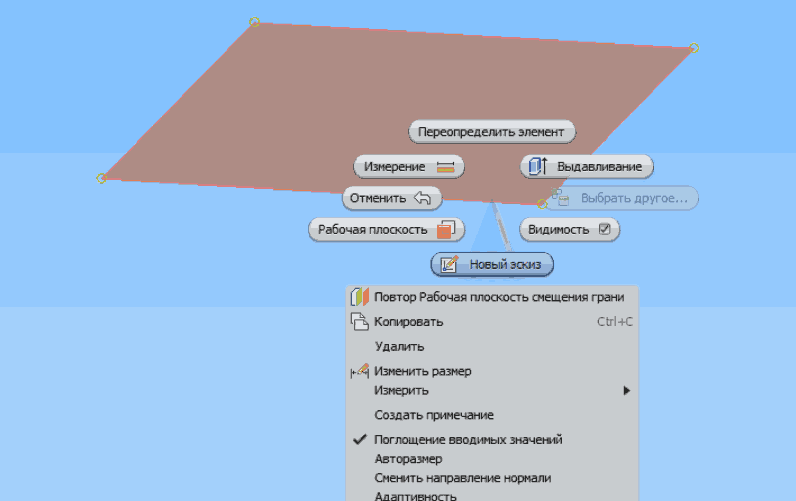 Переопределить элемент
Измерение
Выдавливание
Отменить
Выбрать другое...
Рабочая плоскость
Видимость
Новый эскиз
Повтор Рабочая плоскость смещения грани
Копировать Ctrl+C
Удалить
Изменить размер
Измерить
Создать примечание
Поглощение вводимых значений
Авторазмер
Сменить направление нормали
Адаптивность